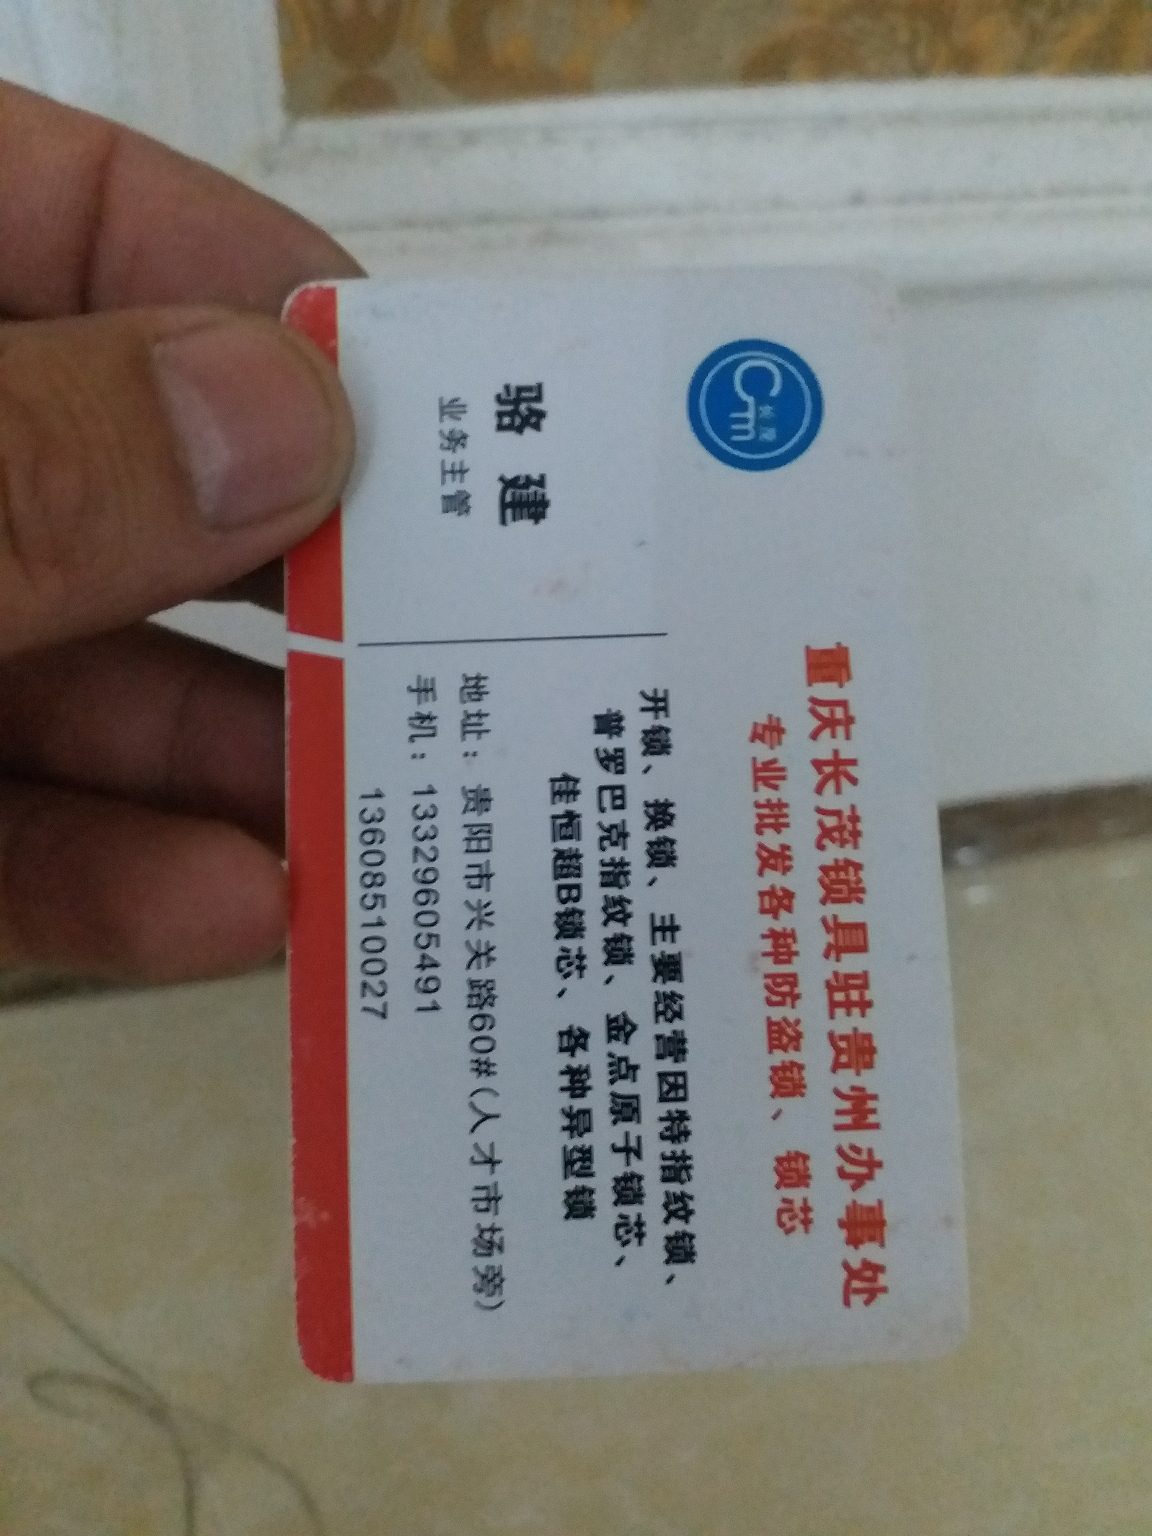 Cm
长茂
重庆长茂锁具驻贵州办事处
专业批发各种防盗锁、锁芯
骆建
业务主管
开锁、换锁、主要经营因特指纹锁、
普罗巴克指纹锁、金点原子锁芯、
佳恒超B锁芯、各种异型锁
地址：贵阳市兴关路60#(人才市场旁)
手机：13329605491
13608510027